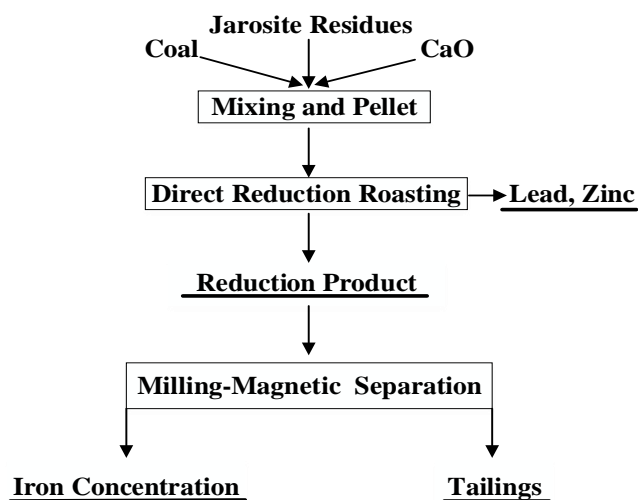 Jarosite Residues
Coal
CaO
Mixing and Pellet
Direct Reduction Roasting
Lead, Zinc
Reduction Product
Milling-Magnetic Separation
Iron Concentration
Tailings